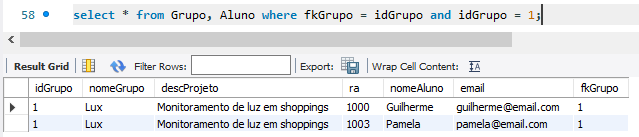 58 select * from Grupo, Aluno where fkGrupo = idGrupo and idGrupo = 1;
Result Grid Filter Rows: Export: Wrap Cell Content: IA
idGrupo nomeGrupo descProjeto ra nomeAluno email fkGrupo
1 Lux Monitoramento de luz em shoppings 1000 Guilherme guilherme@email.com 1
1 Lux Monitoramento de luz em shoppings 1003 Pamela pamela@email.com 1